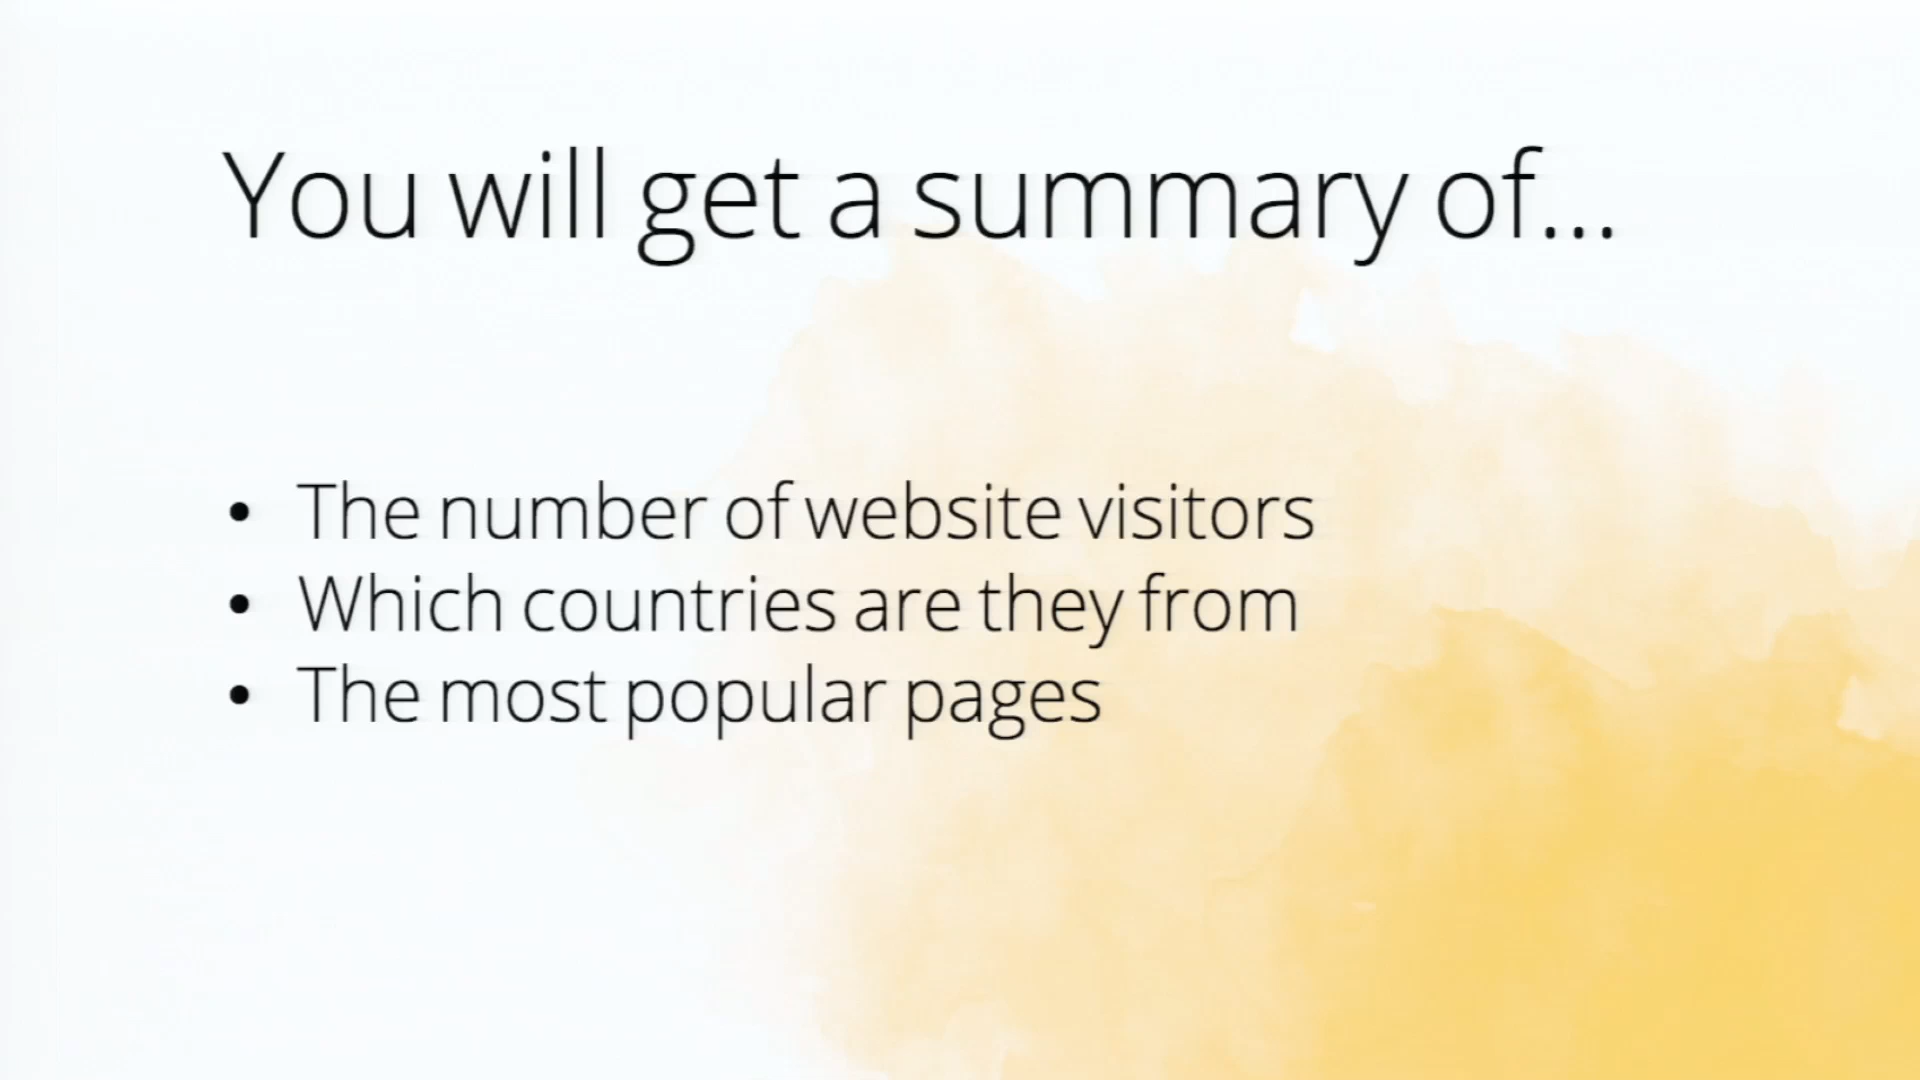 You will get a summary of...
• The number of website visitors
• Which countries are they from
• The most popular pages